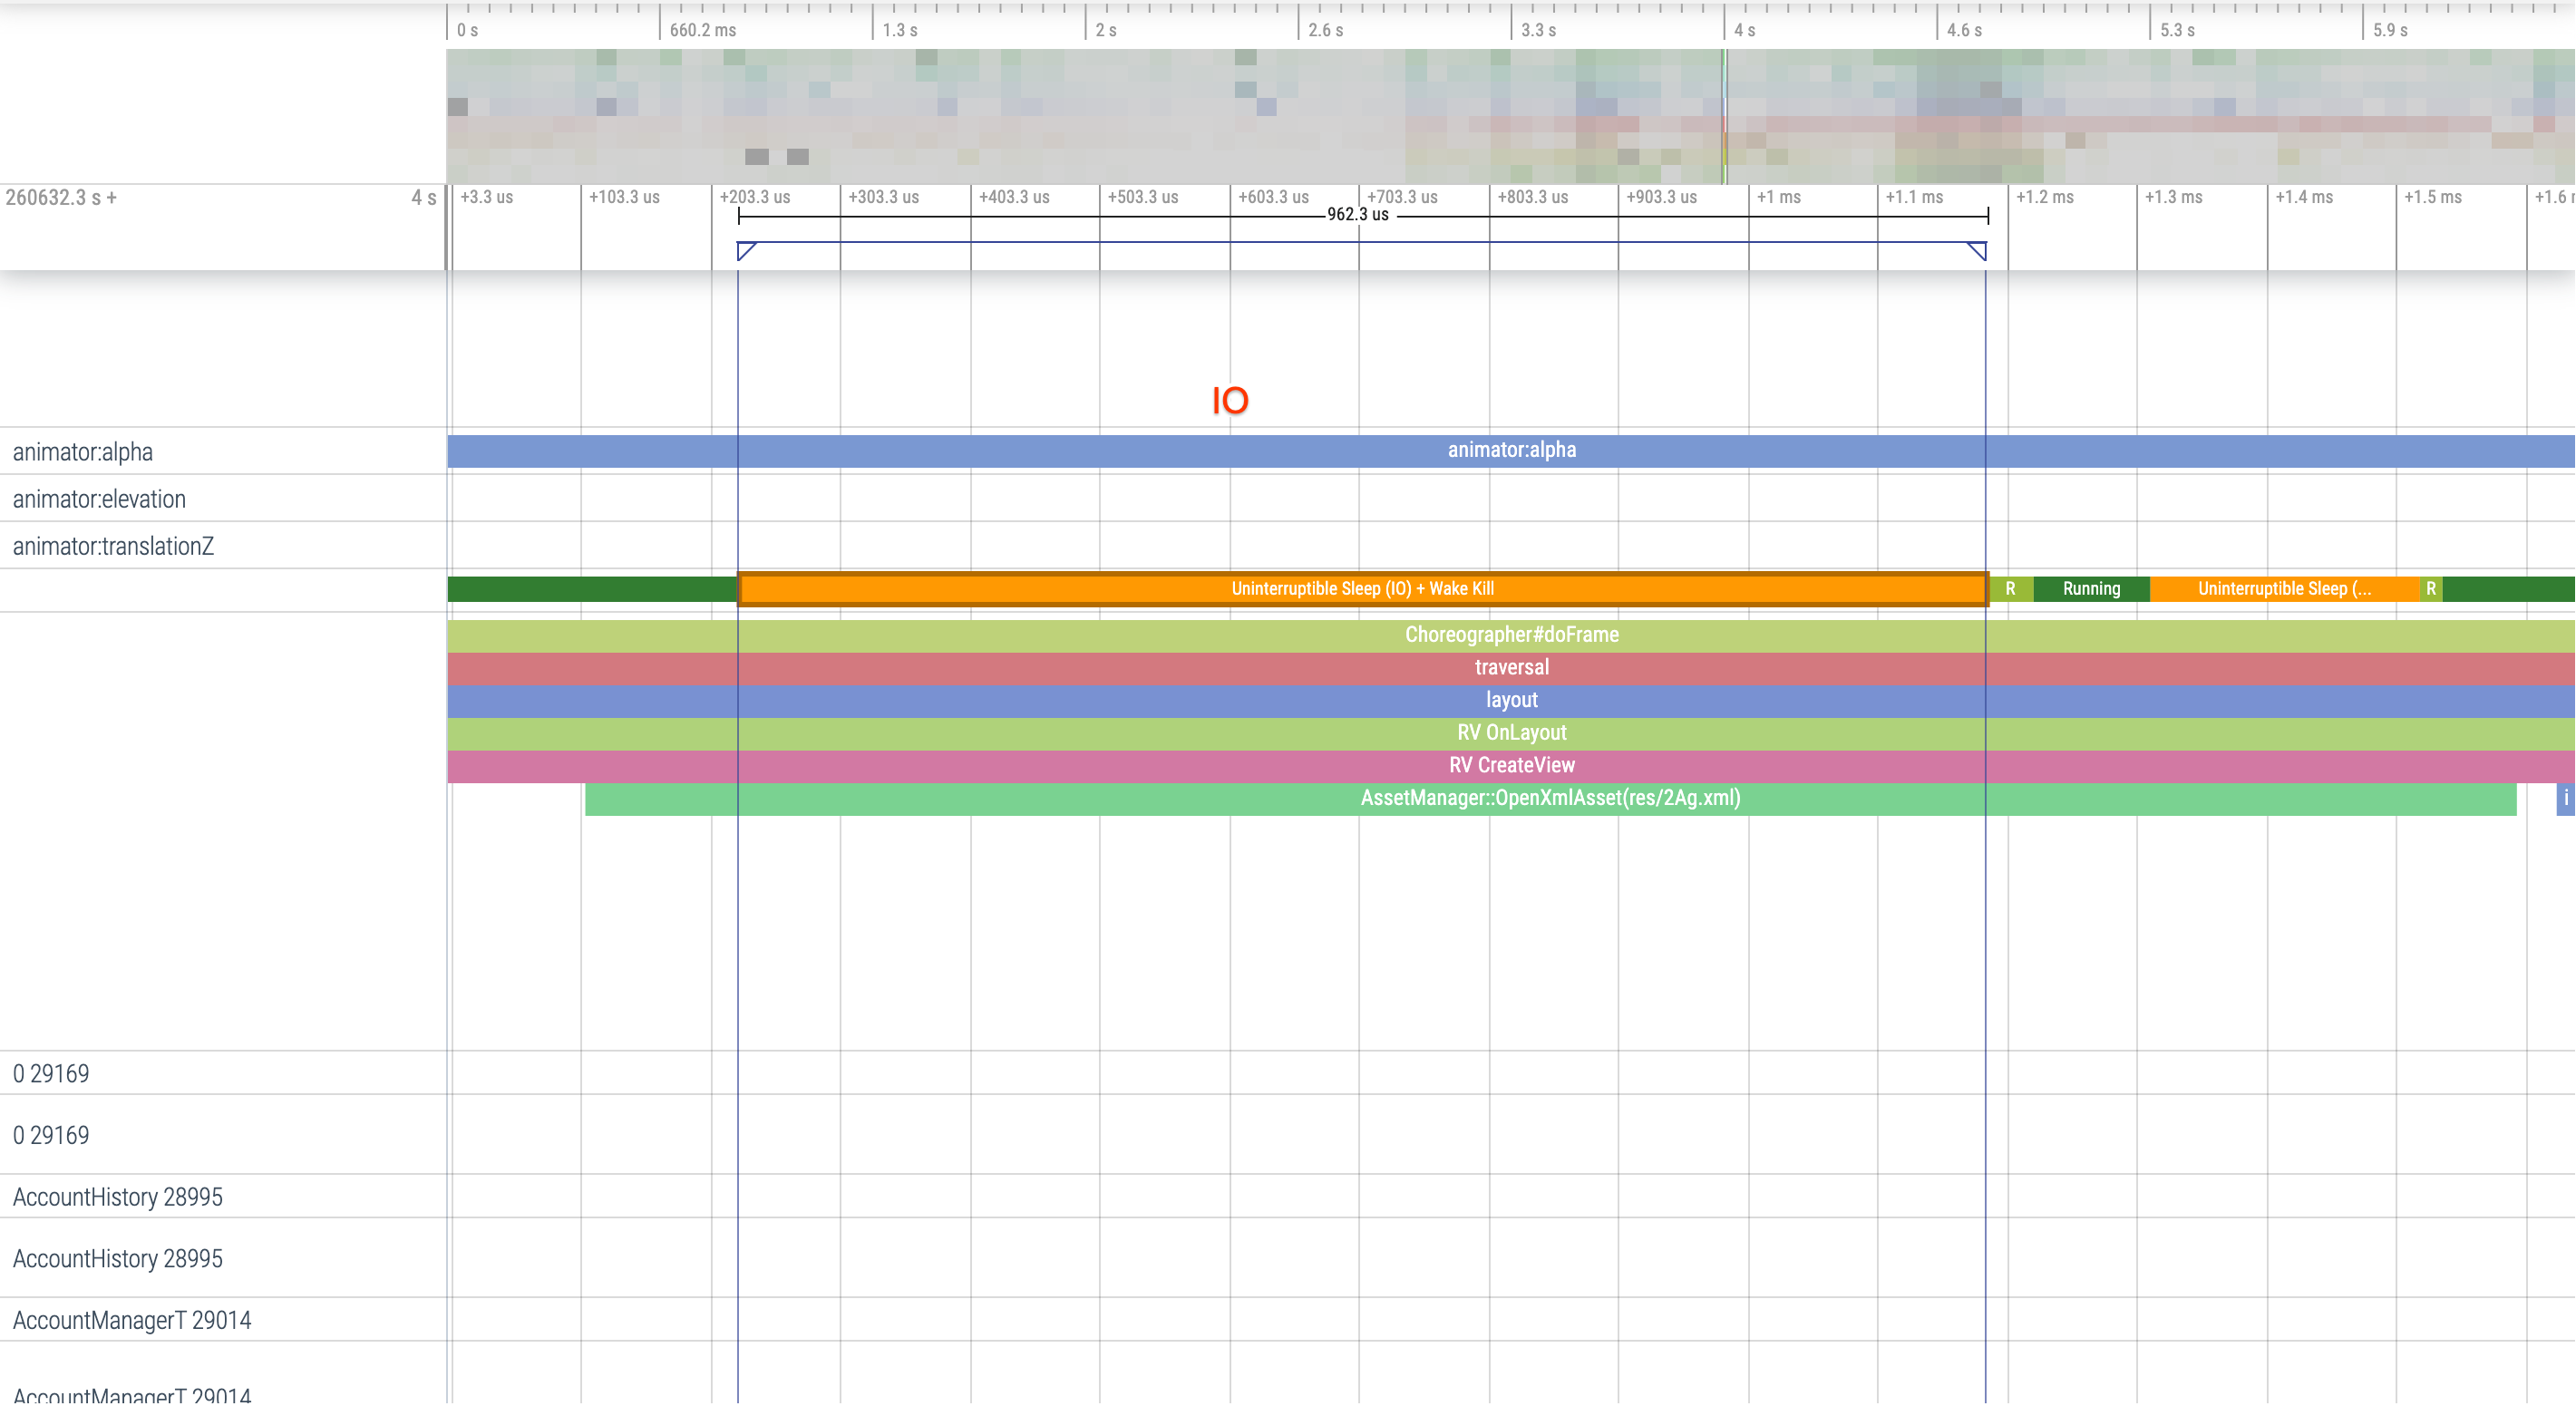 0 s 660.2 ms 1.3 s 2 s 2.6 s 3.3 s 4 s 4.6 s 5.3 s 5.9 s
260632.3 s + 4 s +3.3 us +103.3 us +203.3 us +303.3 us +403.3 us +503.3 us +603.3 us +703.3 us +803.3 us +903.3 us +1 ms +1.1 ms +1.2 ms +1.3 ms +1.4 ms +1.5 ms +1.6
962.3 us
IO
animator:alpha animator:alpha
animator:elevation
animator:translationZ
Uninterruptible Sleep (IO) + Wake Kill R Running Uninterruptible Sleep (... R
Choreographer#doFrame
traversal
layout
RV OnLayout
RV CreateView
AssetManager::OpenXmlAsset(res/2Ag.xml) i
0 29169
0 29169
AccountHistory 28995
AccountHistory 28995
AccountManagerT 29014
AccountManagerT 29014